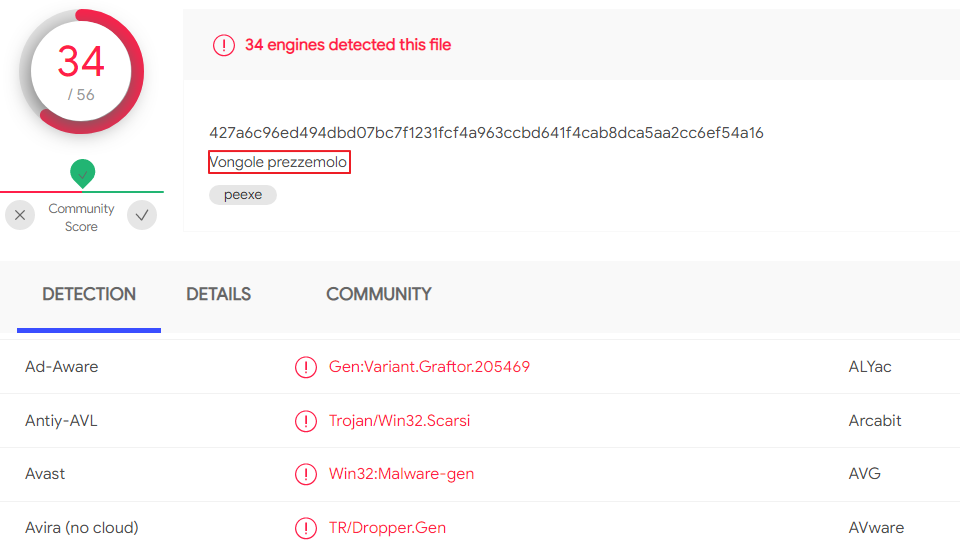 34
/ 56
34 engines detected this file
427a6c96ed494dbd07bc7f1231fcf4a963ccbd641f4cab8dca5aa2cc6ef54a16
Vongole prezzemolo
peexe
Community
Score
DETECTION DETAILS COMMUNITY
Ad-Aware Gen:Variant.Graftor.205469 ALYac
Antiy-AVL Trojan/Win32.Scarsi Arcabit
Avast Win32:Malware-gen AVG
Avira (no cloud) TR/Dropper.Gen AVware